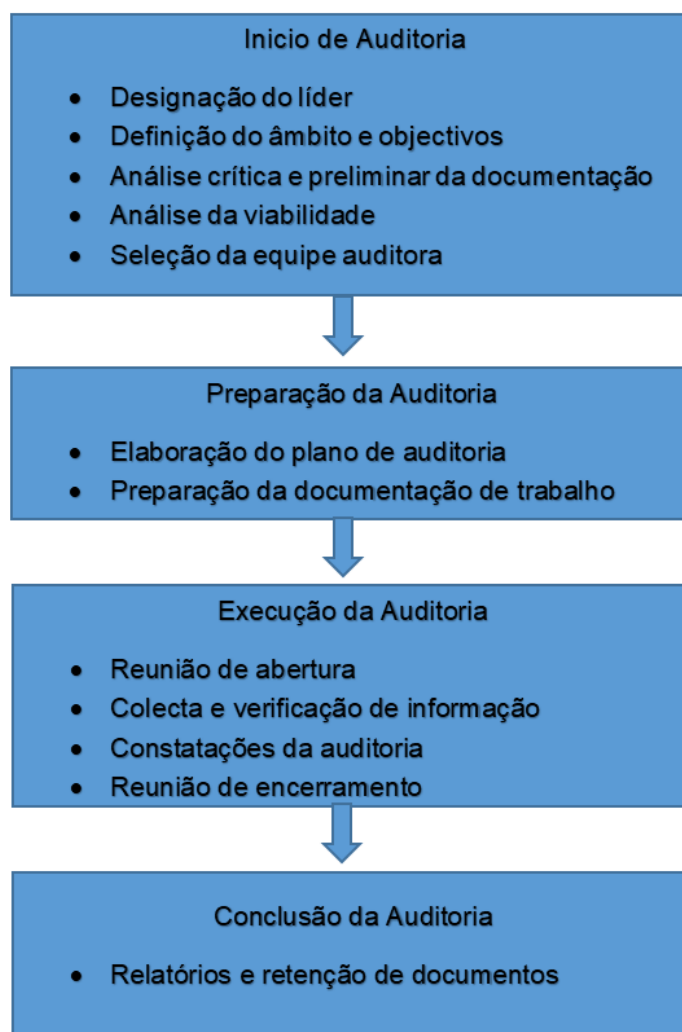 Inicio de Auditoria
• Designação do líder
• Definição do âmbito e objectivos
• Análise crítica e preliminar da documentação
• Análise da viabilidade
• Seleção da equipe auditora
Preparação da Auditoria
• Elaboração do plano de auditoria
• Preparação da documentação de trabalho
Execução da Auditoria
• Reunião de abertura
• Colecta e verificação de informação
• Constatações da auditoria
• Reunião de encerramento
Conclusão da Auditoria
• Relatórios e retenção de documentos